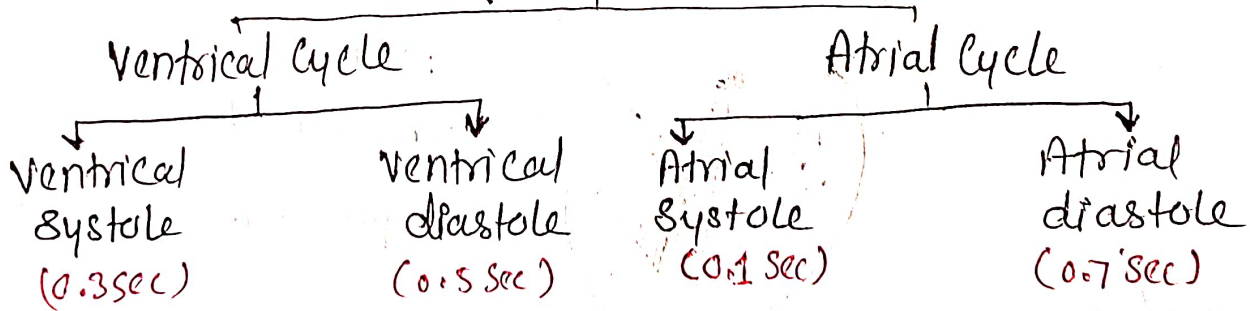 Ventrical Cycle :
Atrial Cycle
Ventrical
systole
(0.3sec)
Ventrical
diastole
(0.5 sec)
Atrial
systole
(0.1 sec)
Atrial
diastole
(0.7 sec)